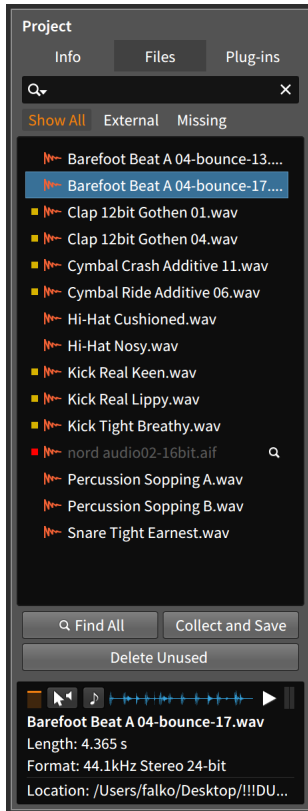 Project
Info Files Plug-ins
Show All External Missing
Barefoot Beat A 04-bounce-13....
Barefoot Beat A 04-bounce-17....
Clap 12bit Gothen 01.wav
Clap 12bit Gothen 04.wav
Cymbal Crash Additive 11.wav
Cymbal Ride Additive 06.wav
Hi-Hat Cushioned.wav
Hi-Hat Nosy.wav
Kick Real Keen.wav
Kick Real Lippy.wav
Kick Tight Breathy.wav
nord audio02-16bit.aif
Percussion Sopping A.wav
Percussion Sopping B.wav
Snare Tight Earnest.wav
Find All Collect and Save
Delete Unused
Barefoot Beat A 04-bounce-17.wav
Length: 4.365 s
Format: 44.1kHz Stereo 24-bit
Location: /Users/falko/Desktop/!!!DU...